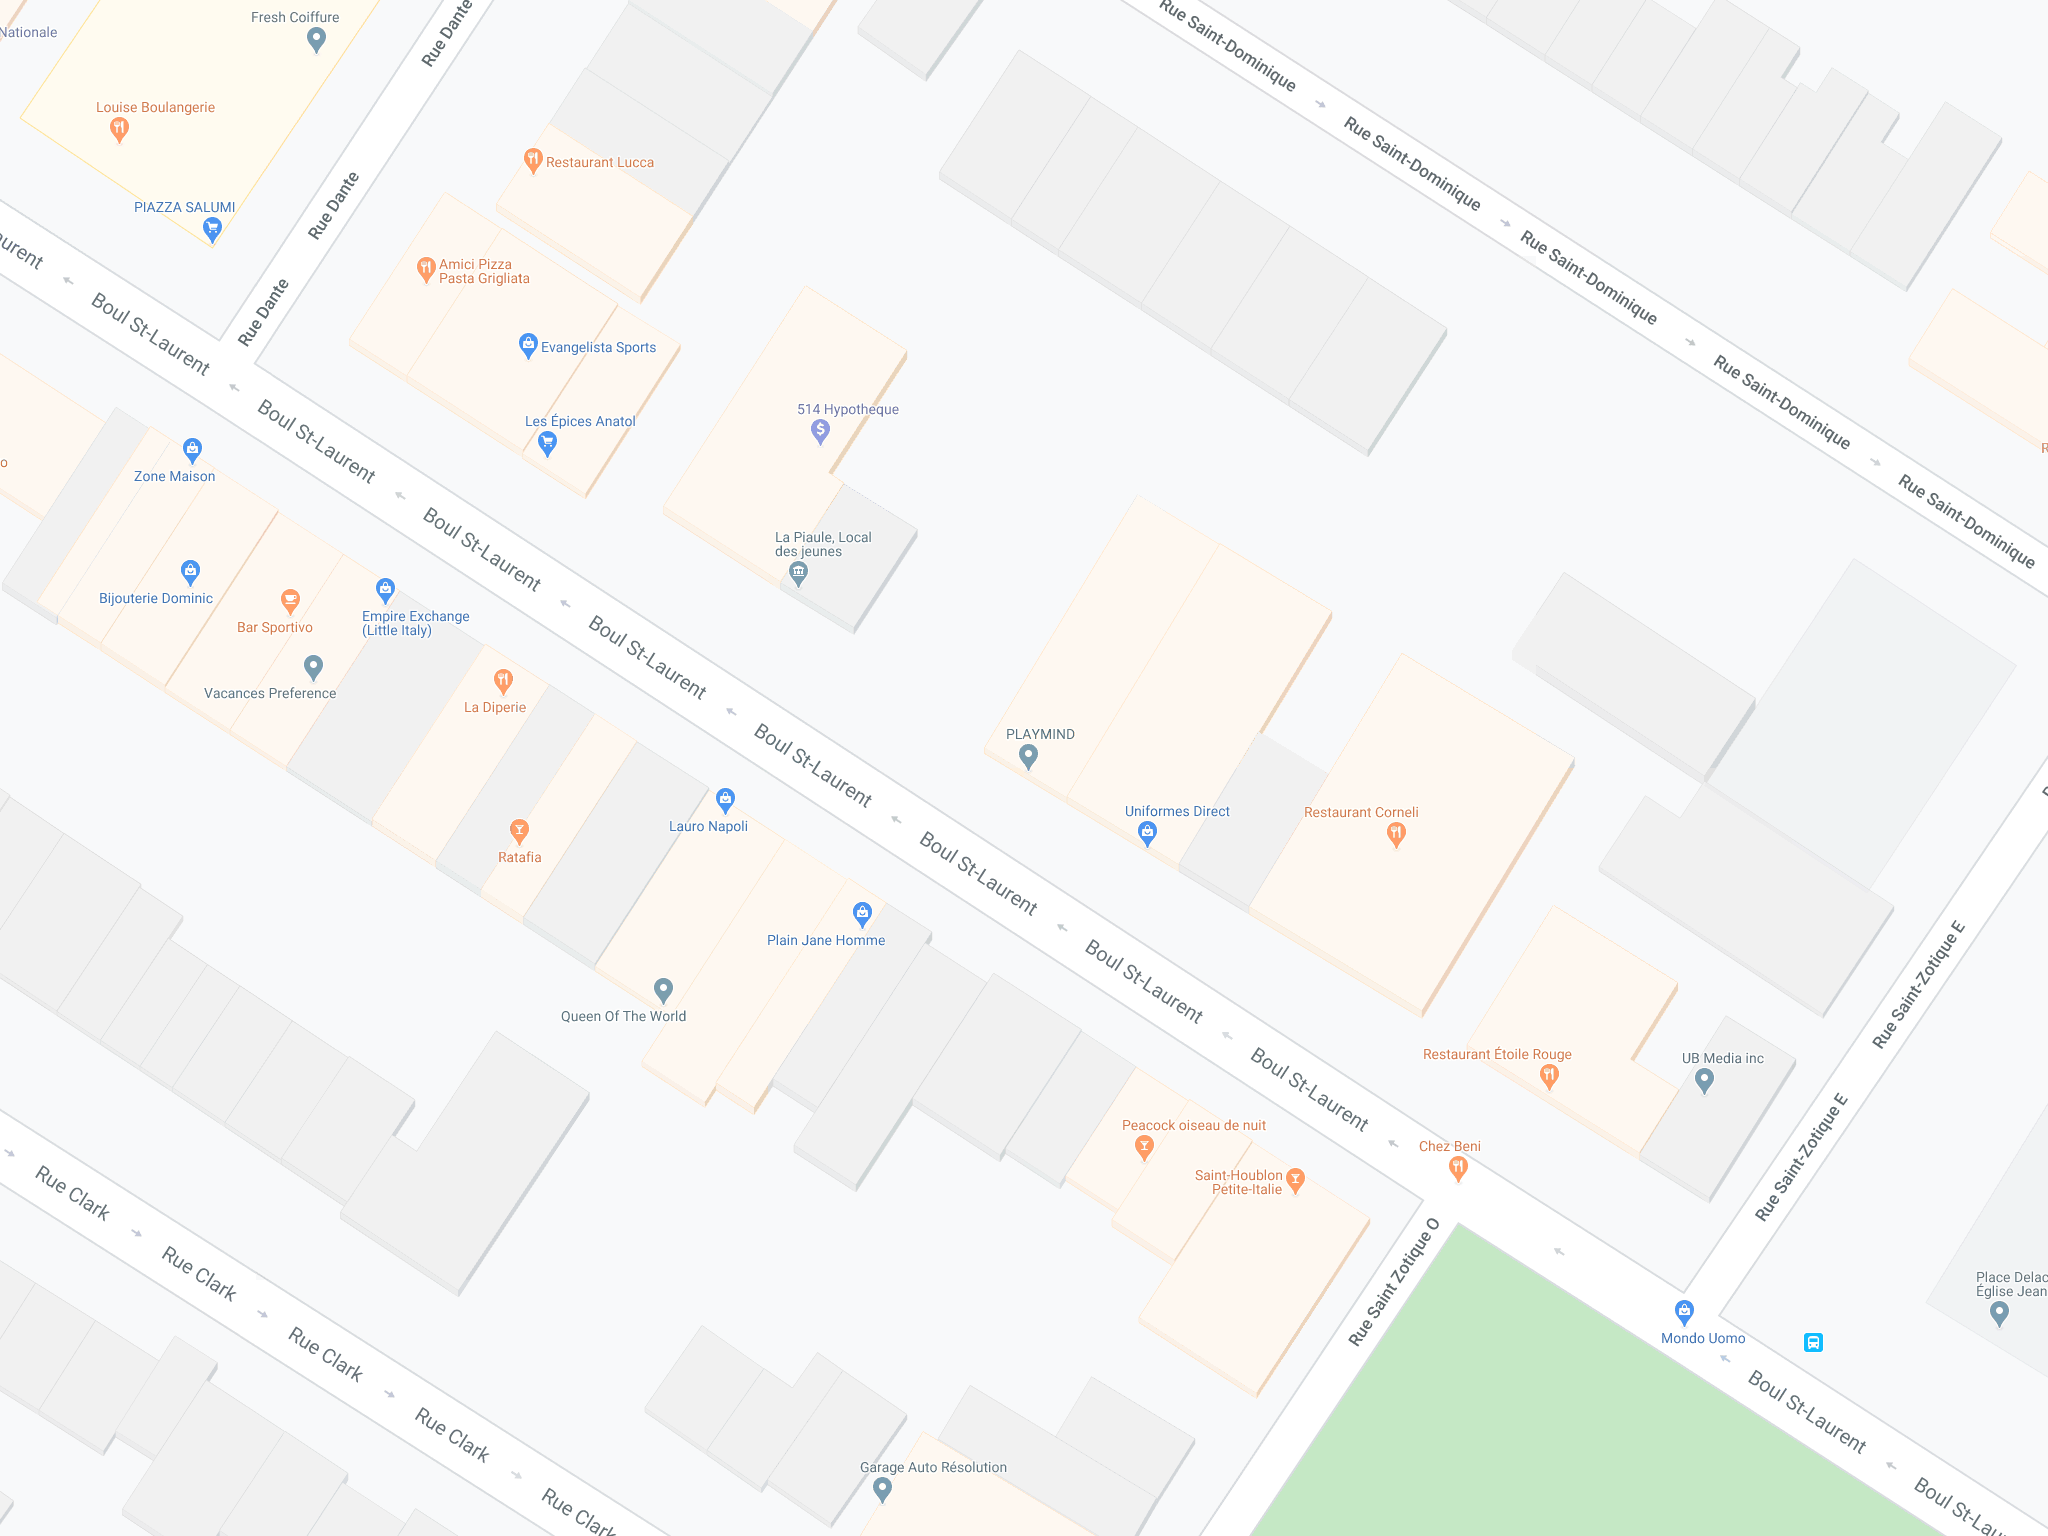 Fresh Coiffure
Nationale
Louise Boulangerie
PIAZZA SALUMI
Rue Dante
Rue Dante
Rue Dante
Restaurant Lucca
Amici Pizza
Pasta Grigliata
Evangelista Sports
Les Épices Anatol
514 Hypotheque
La Piaule, Local
des jeunes
Rue Saint-Dominique
Rue Saint-Dominique
Rue Saint-Dominique
Rue Saint-Dominique
Rue Saint-Dominique
Boul St-Laurent
Boul St-Laurent
Boul St-Laurent
Boul St-Laurent
Boul St-Laurent
Boul St-Laurent
Boul St-Laurent
Boul St-Laurent
Boul St-Laurent
Zone Maison
Bijouterie Dominic
Bar Sportivo
Empire Exchange
(Little Italy)
Vacances Preference
La Diperie
Ratafia
Lauro Napoli
Plain Jane Homme
Queen Of The World
PLAYMIND
Uniformes Direct
Restaurant Corneli
Restaurant Étoile Rouge
UB Media inc
Rue Saint-Zotique E
Rue Saint-Zotique E
Peacock oiseau de nuit
Saint-Houblon
Petite-Italie
Chez Beni
Rue Saint Zotique O
Mondo Uomo
Place Delac
Église Jean
Rue Clark
Rue Clark
Rue Clark
Rue Clark
Rue Clark
Garage Auto Résolution
Boul St-Lau